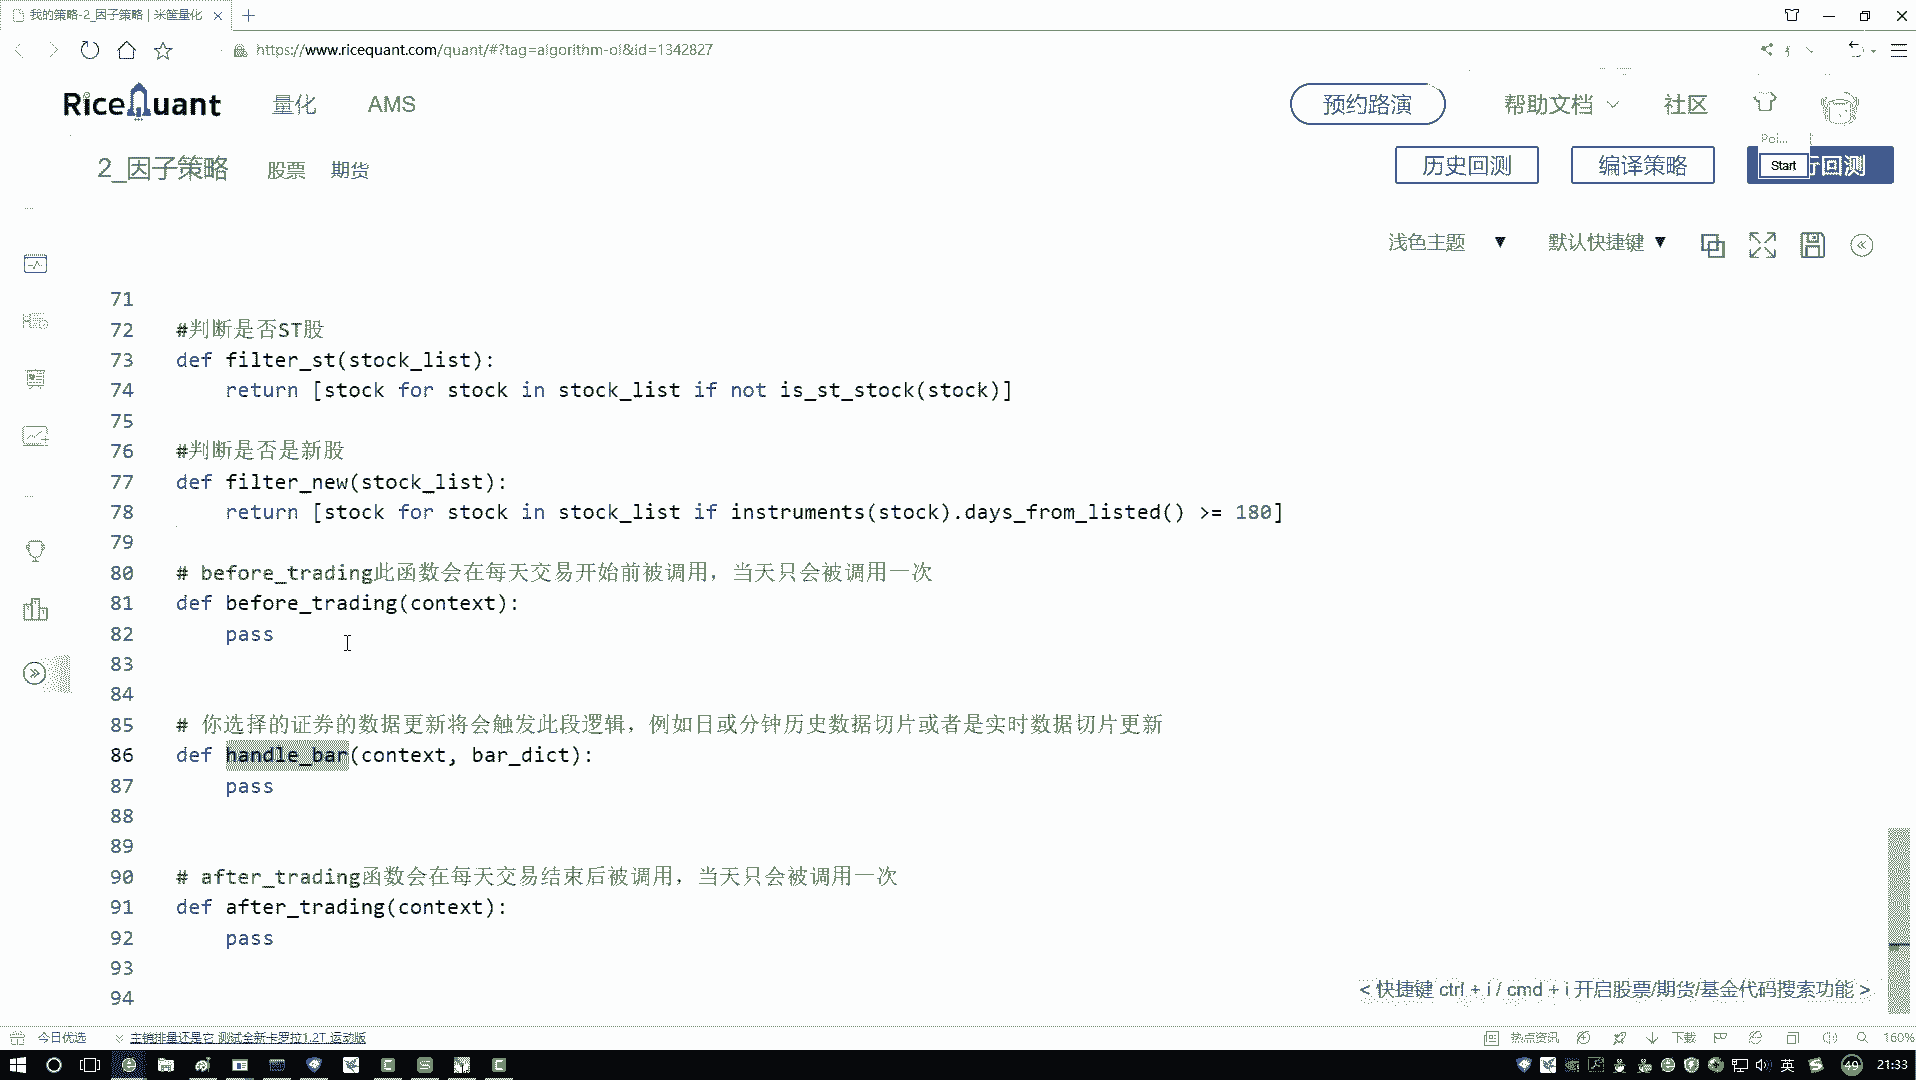 我的策略-2_因子策略 | 米筐量化
https://www.ricequant.com/quant/#?tag=algorithm-ol&id=1342827
RiceQuant 量化 AMS 预约路演 帮助文档 社区
Poi...
2_因子策略 股票 期货 历史回测 编译策略 Start 回测
浅色主题 ▼ 默认快捷键 ▼
71
72 #判断是否ST股
73 def filter_st(stock_list):
74 return [stock for stock in stock_list if not is_st_stock(stock)]
75
76 #判断是否是新股
77 def filter_new(stock_list):
78 return [stock for stock in stock_list if instruments(stock).days_from_listed() >= 180]
79
80 # before_trading此函数会在每天交易开始前被调用，当天只会被调用一次
81 def before_trading(context):
82 pass
83
84
85 # 你选择的证券的数据更新将会触发此段逻辑，例如日或分钟历史数据切片或者是实时数据切片更新
86 def handle_bar(context, bar_dict):
87 pass
88
89
90 # after_trading函数会在每天交易结束后被调用，当天只会被调用一次
91 def after_trading(context):
92 pass
93
94
< 快捷键 ctrl + i / cmd + i 开启股票/期货/基金代码搜索功能 >
今日优选 主销排量还是它 测试全新卡罗拉1.2T 运动版 热点资讯 下载 160%
英 49 21:33